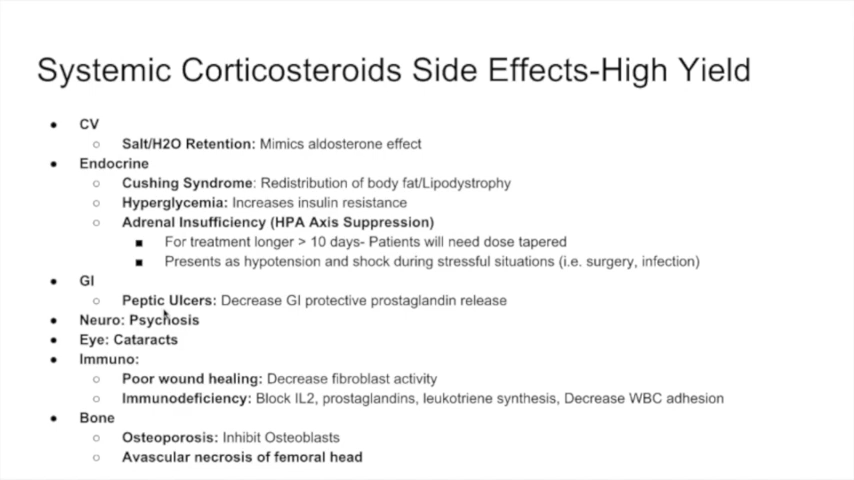 Systemic Corticosteroids Side Effects-High Yield
● CV
○ Salt/H2O Retention: Mimics aldosterone effect
● Endocrine
○ Cushing Syndrome: Redistribution of body fat/Lipodystrophy
○ Hyperglycemia: Increases insulin resistance
○ Adrenal Insufficiency (HPA Axis Suppression)
■ For treatment longer > 10 days- Patients will need dose tapered
■ Presents as hypotension and shock during stressful situations (i.e. surgery, infection)
● GI
○ Peptic Ulcers: Decrease GI protective prostaglandin release
● Neuro: Psychosis
● Eye: Cataracts
● Immuno:
○ Poor wound healing: Decrease fibroblast activity
○ Immunodeficiency: Block IL2, prostaglandins, leukotriene synthesis, Decrease WBC adhesion
● Bone
○ Osteoporosis: Inhibit Osteoblasts
○ Avascular necrosis of femoral head